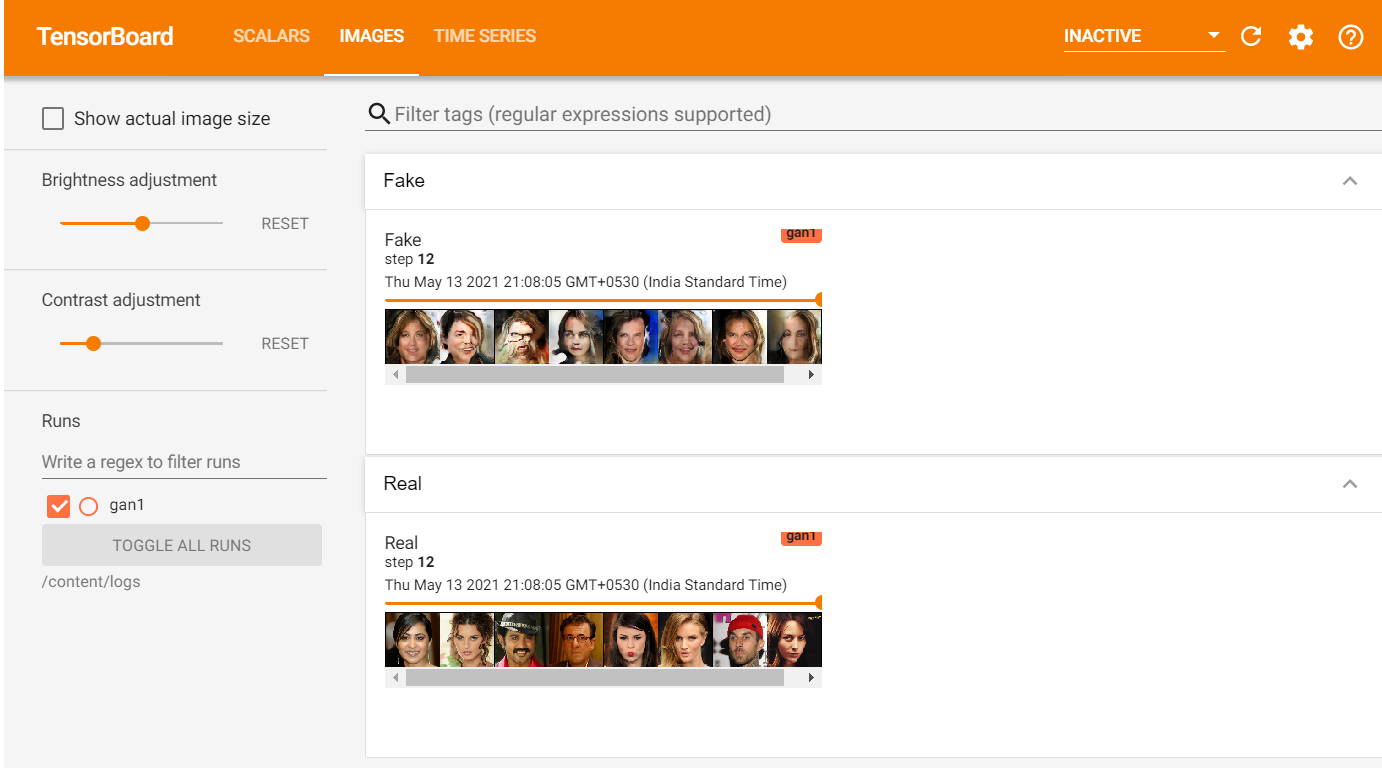 TensorBoard SCALARS IMAGES TIME SERIES INACTIVE
Show actual image size
Filter tags (regular expressions supported)
Brightness adjustment
RESET
Contrast adjustment
RESET
Runs
Write a regex to filter runs
gan1
TOGGLE ALL RUNS
/content/logs
Fake
Fake gan1
step 12
Thu May 13 2021 21:08:05 GMT+0530 (India Standard Time)
Real
Real gan1
step 12
Thu May 13 2021 21:08:05 GMT+0530 (India Standard Time)